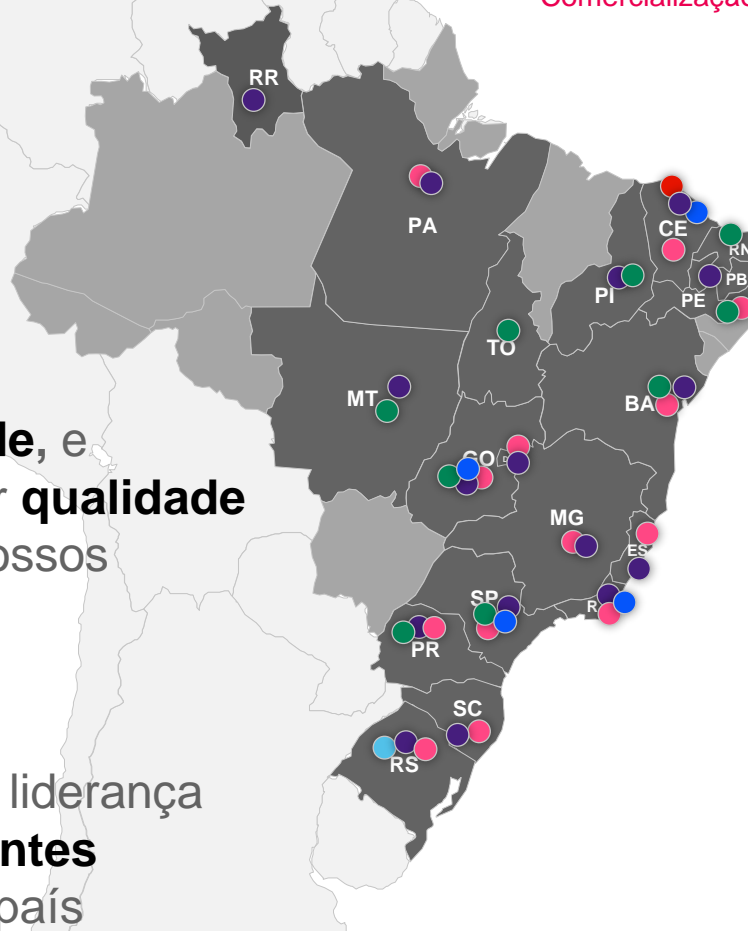 Comercialização
RR
PA
CE
RN
PI
PB
PE
TO
MT
BA
GO
de, e
r qualidade
MG
ossos
ES
SP
R
PR
SC
RS
liderança
ntes
país